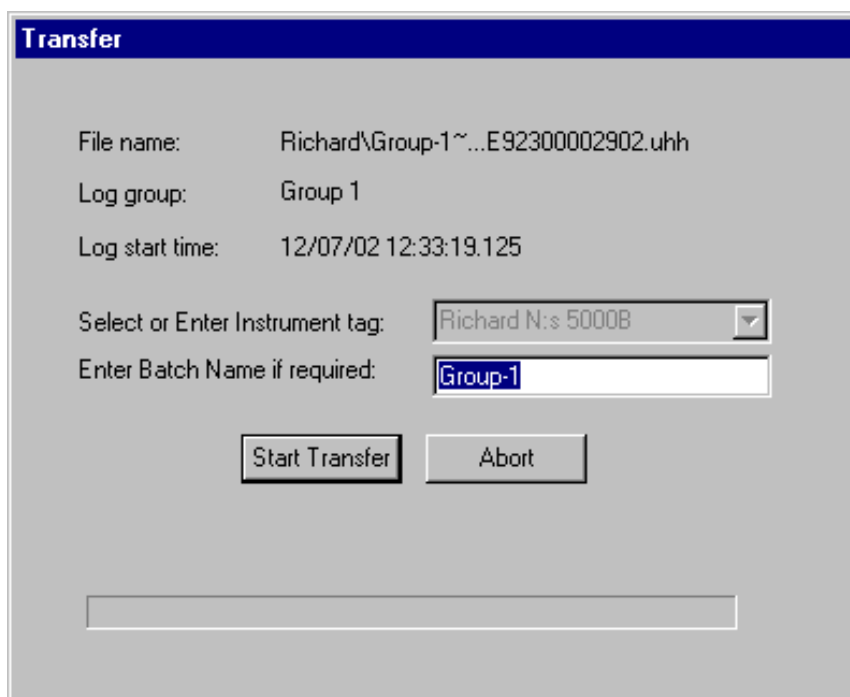 Transfer
File name: Richard\Group-1~...E92300002902.uhh
Log group: Group 1
Log start time: 12/07/02 12:33:19.125
Select or Enter Instrument tag: Richard N:s 5000B
Enter Batch Name if required: Group-1
Start Transfer Abort